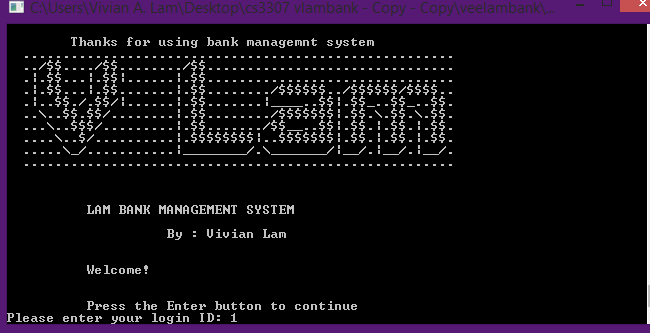 C:\Users\Vivian A. Lam\Desktop\cs3307 vlambank - Copy - Copy\veelambank\...
Thanks for using bank managemnt system
V Lam
LAM BANK MANAGEMENT SYSTEM
By : Vivian Lam
Welcome!
Press the Enter button to continue
Please enter your login ID: 1